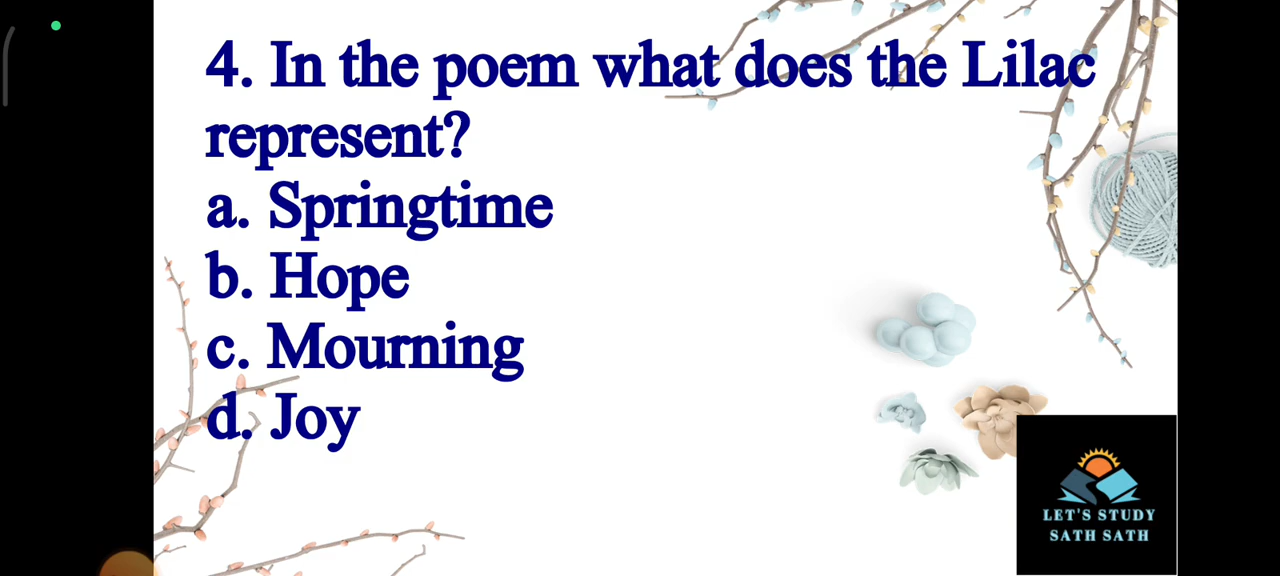 4. In the poem what does the Lilac
represent?
a. Springtime
b. Hope
c. Mourning
d. Joy
LET'S STUDY
SATH SATH